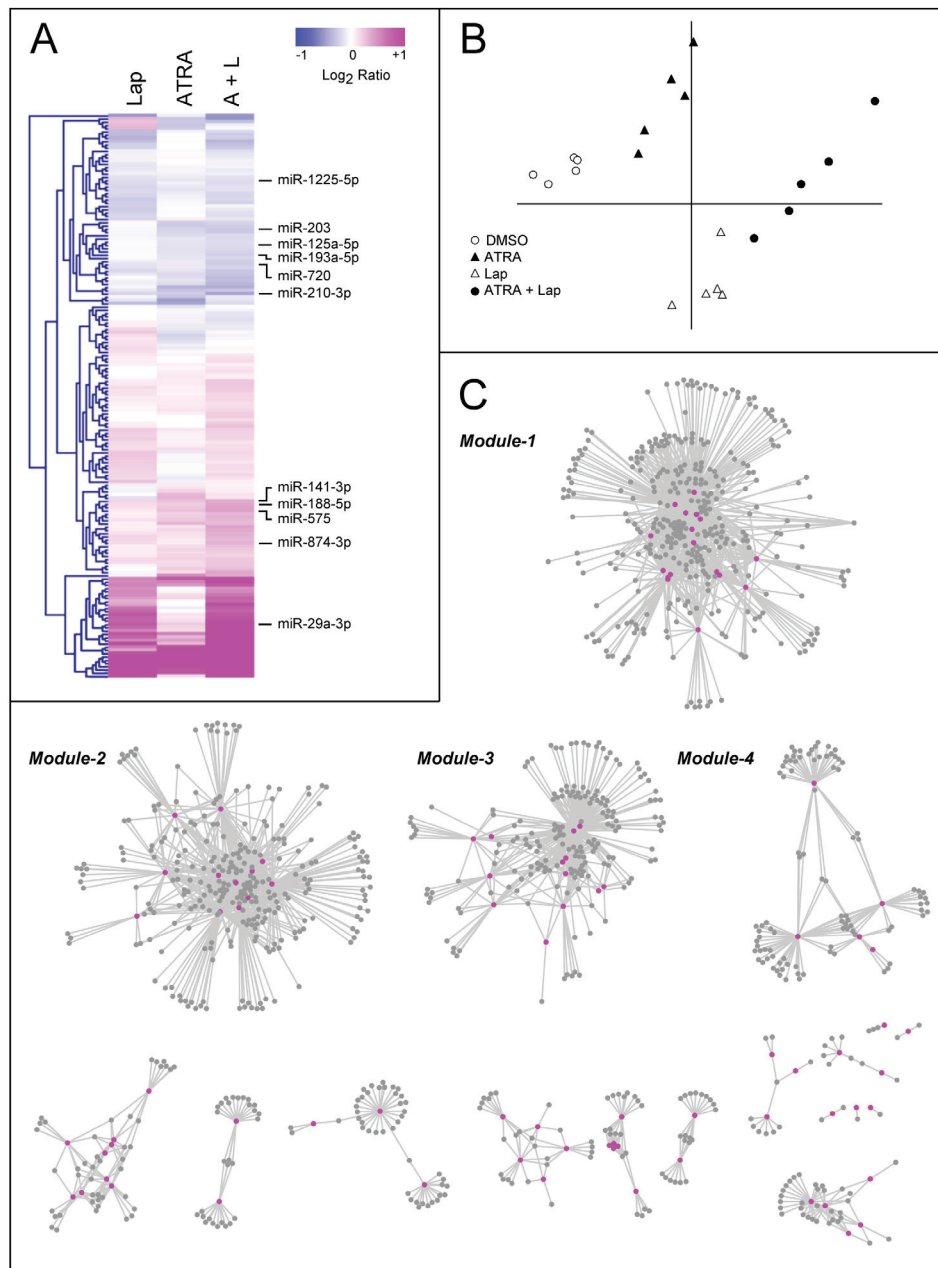 A
-1 0 +1
Log2 Ratio
Lap
ATRA
A + L
miR-1225-5p
miR-203
miR-125a-5p
miR-193a-5p
miR-720
miR-210-3p
miR-141-3p
miR-188-5p
miR-575
miR-874-3p
miR-29a-3p
B
DMSO
ATRA
Lap
ATRA + Lap
C
Module-1
Module-2
Module-3
Module-4